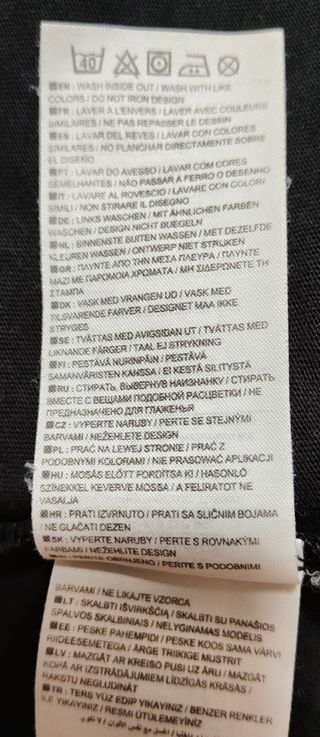 40
EN : WASH INSIDE OUT / WASH WITH LIKE
COLORS / DO NOT IRON DESIGN
FR : LAVER A L'ENVERS / LAVER AVEC COULEURS
SIMILAIRES / NE PAS REPASSER LE DESSIN
ES : LAVAR DEL REVES / LAVAR CON COLORES
SIMILARES / NO PLANCHAR DIRECTAMENTE SOBRE
EL DISEÑO
PT : LAVAR DO AVESSO / LAVAR COM CORES
SEMELHANTES / NÃO PASSAR A FERRO O DESENHO
IT : LAVARE AL ROVESCIO / LAVARE CON COLORI
SIMILI / NON STIRARE IL DISEGNO
DE : LINKS WASCHEN / MIT ÄHNLICHEN FARBEN
WASCHEN / DESIGN NICHT BUEGELN
NL : BINNENSTE BUITEN WASSEN / MET DEZELFDE
KLEUREN WASSEN / ONTWERP NIET STRIJKEN
GR : ΠΛΥΝΤΕ ΑΠΟ ΤΗΝ ΜΕΣΑ ΠΛΕΥΡΑ / ΠΛΥΝΤΕ
ΜΑΖΙ ΜΕ ΠΑΡΟΜΟΙΑ ΧΡΩΜΑΤΑ / ΜΗ ΣΙΔΕΡΩΝΕΤΕ ΤΗ
ΣΤΑΜΠΑ
DK : VASK MED VRANGEN UD / VASK MED
TILSVARENDE FARVER / DESIGNET MAA IKKE
STRYGES
SE : TVÄTTAS MED AVIGSIDAN UT / TVÄTTAS MED
LIKNANDE FÄRGER / TAAL EJ STRYKNING
FI : PESTÄVÄ NURINPÄIN / PESTÄVÄ
SAMANVÄRISTEN KANSSA / EI KESTÄ SILITYSTÄ
RU : СТИРАТЬ, ВЫВЕРНУВ НАИЗНАНКУ / СТИРАТЬ
ВМЕСТЕ С ВЕЩАМИ ПОДОБНОЙ РАСЦВЕТКИ / НЕ
ПРЕДНАЗНАЧЕНО ДЛЯ ГЛАЖЕНЬЯ
CZ : VYPERTE NARUBY / PERTE SE STEJNÝMI
BARVAMI / NEŽEHLETE DESIGN
PL : PRAĆ NA LEWEJ STRONIE / PRAĆ Z
PODOBNYMI KOLORAMI / NIE PRASOWAĆ APLIKACJI
HU : MOSÁS ELŐTT FORDÍTSA KI / HASONLÓ
SZÍNEKKEL KEVERVE MOSSA / A FELIRATOT NE
VASALJA
HR : PRATI IZVRNUTO / PRATI SA SLIČNIM BOJAMA
/ NE GLAČATI DEZEN
SK : VYPERTE NARUBY / PERTE S ROVNAKÝMI
FARBAMI / NEŽEHLITE DESIGN
PERITE OBRNJENO / PERITE S PODOBNIMI
BARVAMI / NE LIKAJTE VZORCA
LT : SKALBTI IŠVIRKŠČIĄ / SKALBTI SU PANAŠIOS
SPALVOS SKALBINIAIS / NELYGINAMAS MODELIS
EE : PESKE PAHEMPIDI / PESKE KOOS SAMA VÄRVI
RIIDEESEMETEGA / ÄRGE TRIIKIGE MUSTRIT
LV : MAZGĀT AR KREISO PUSI UZ ĀRU / MAZGĀT
KOPĀ AR IZSTRĀDĀJUMIEM LĪDZĪGĀS KRĀSĀS /
RAKSTU NEGLUDINĀT
TR : TERS YÜZ EDIP YIKAYINIZ / BENZER RENKLER
ILE YIKAYINIZ / RESMI ÜTÜLEMEYINIZ